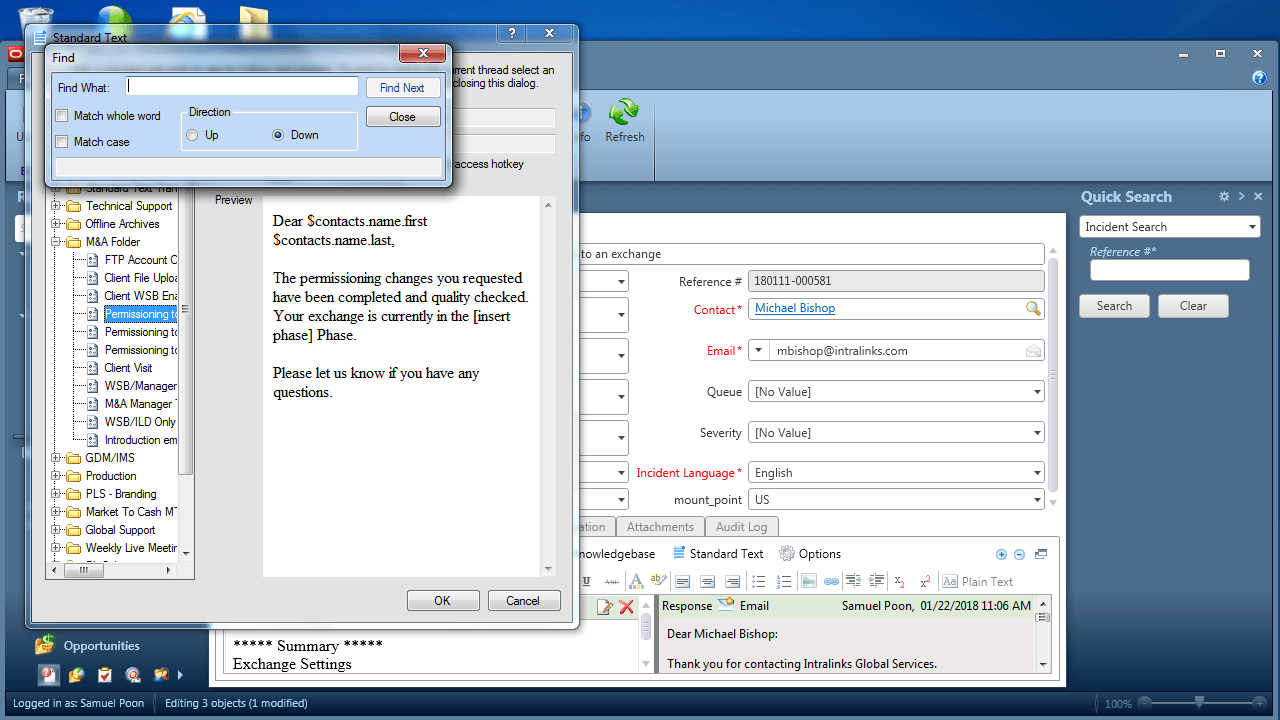 Standard Text
?
Find
Find What:
Find Next
Match whole word
Direction
Close
Up
Down
Match case
urrent thread select an
closing this dialog.
access hotkey
Refresh
Technical Support
Offline Archives
M&A Folder
FTP Account C
Client File Uploa
Client WSB Ena
Permissioning to
Permissioning to
Permissioning to
Client Visit
WSB/Manager
M&A Manager T
WSB/ILD Only
Introduction em
GDM/IMS
Production
PLS - Branding
Market To Cash MT
Global Support
Weekly Live Meetin
Preview
Dear $contacts.name.first
$contacts.name.last,
The permissioning changes you requested
have been completed and quality checked.
Your exchange is currently in the [insert
phase] Phase.
Please let us know if you have any
questions.
OK
Cancel
to an exchange
Reference # 180111-000581
Contact* Michael Bishop
Email* mbishop@intralinks.com
Queue [No Value]
Severity [No Value]
Incident Language* English
mount_point US
ation
Attachments
Audit Log
nowledgebase
Standard Text
Options
Plain Text
Response Email Samuel Poon, 01/22/2018 11:06 AM
Dear Michael Bishop:
Thank you for contacting Intralinks Global Services.
***** Summary *****
Exchange Settings
Quick Search
Incident Search
Reference #*
Search
Clear
Opportunities
Logged in as: Samuel Poon
Editing 3 objects (1 modified)
100%